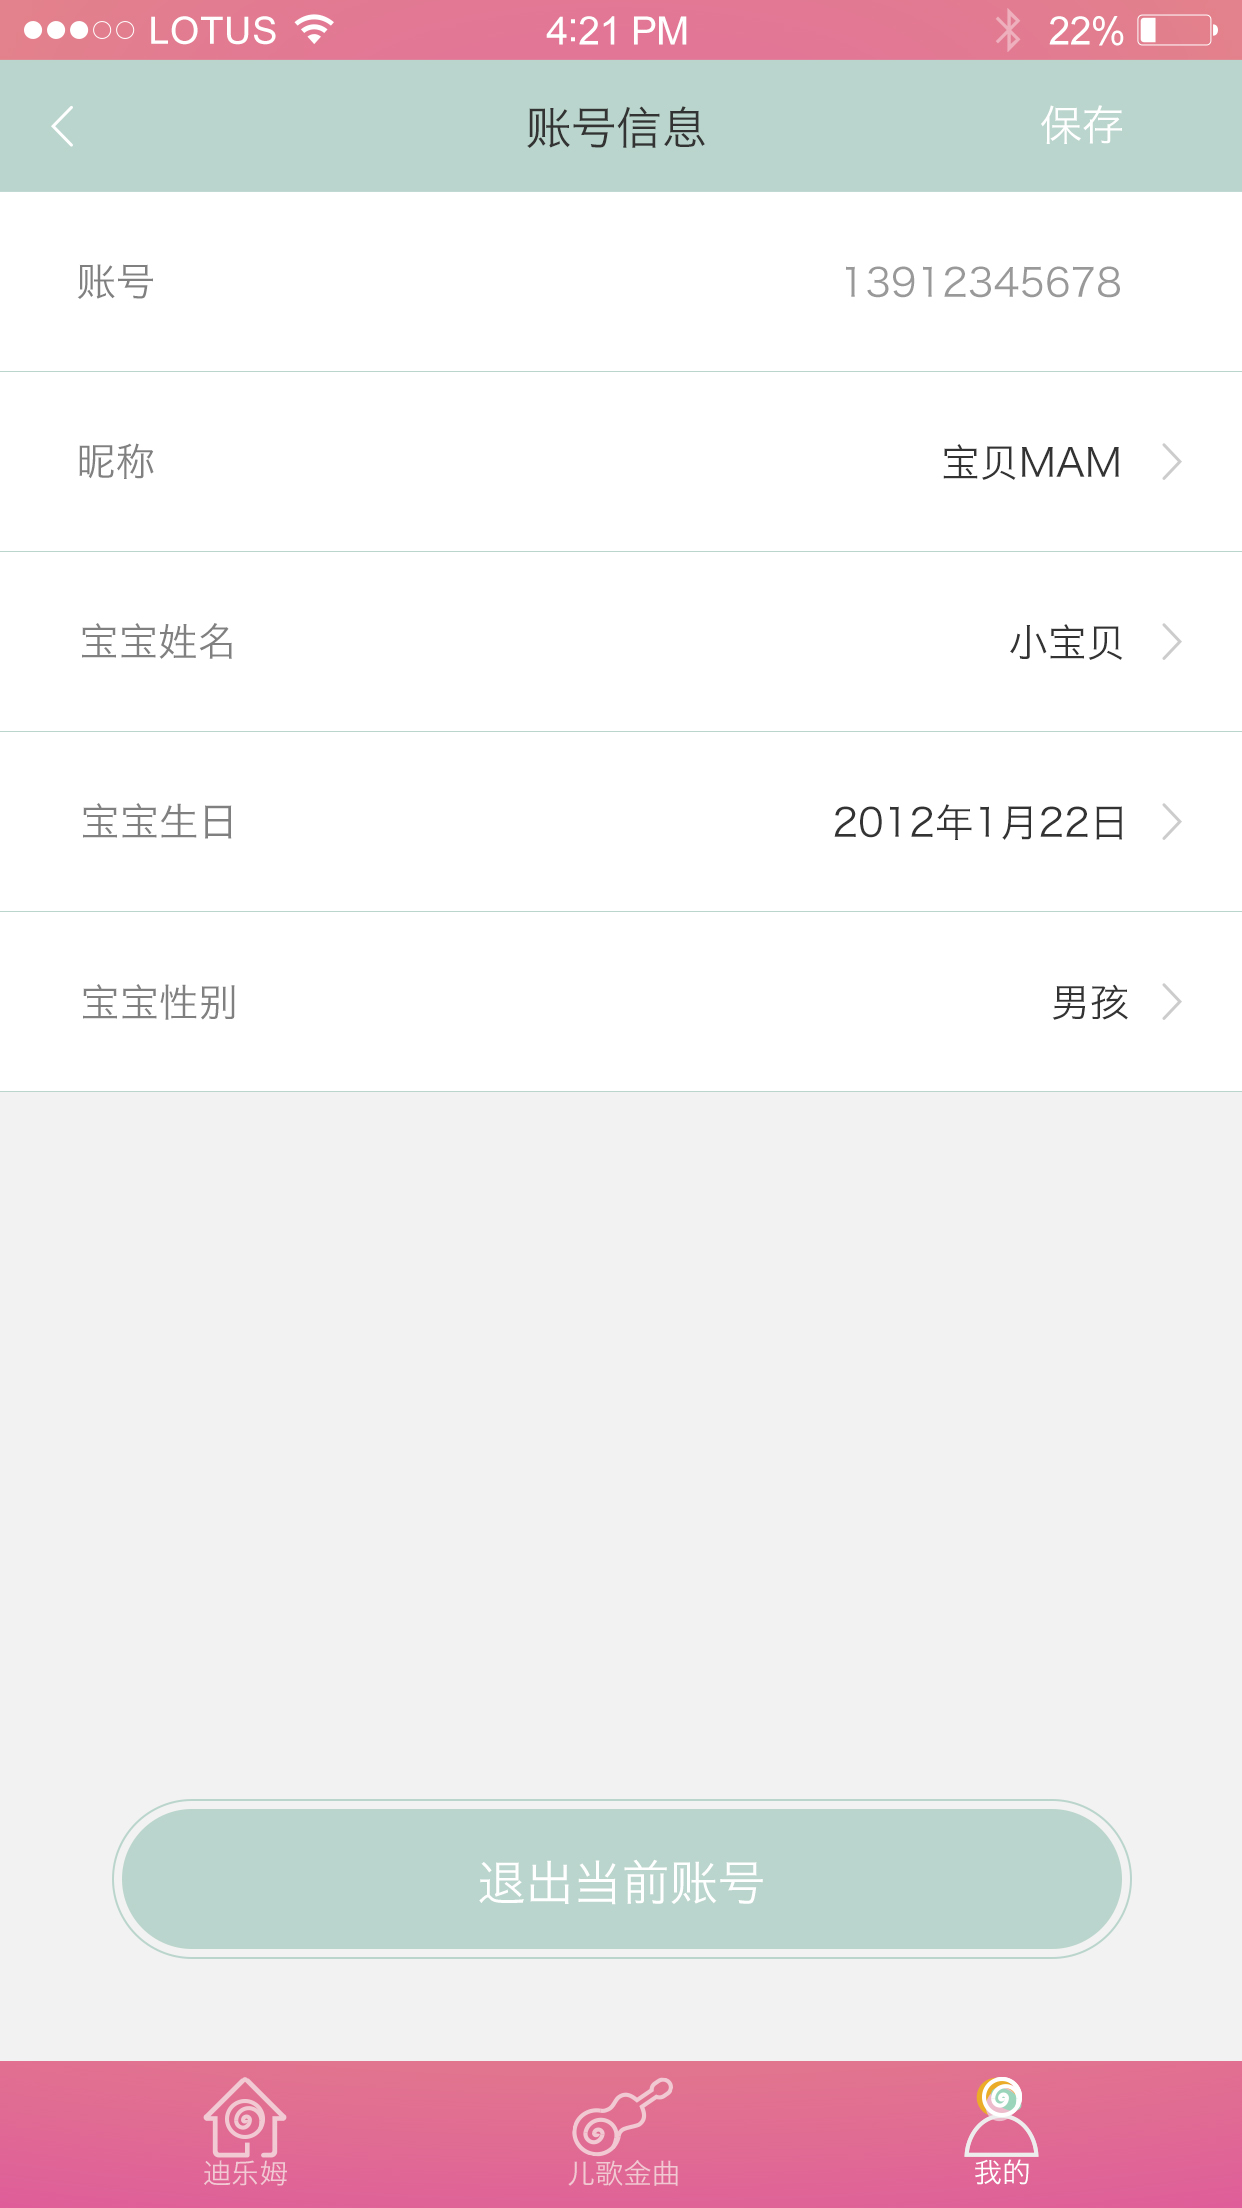 LOTUS 4:21 PM 22%
账号信息 保存
账号 13912345678
昵称 宝贝MAM
宝宝姓名 小宝贝
宝宝生日 2012年1月22日
宝宝性别 男孩
退出当前账号
迪乐姆 儿歌金曲 我的